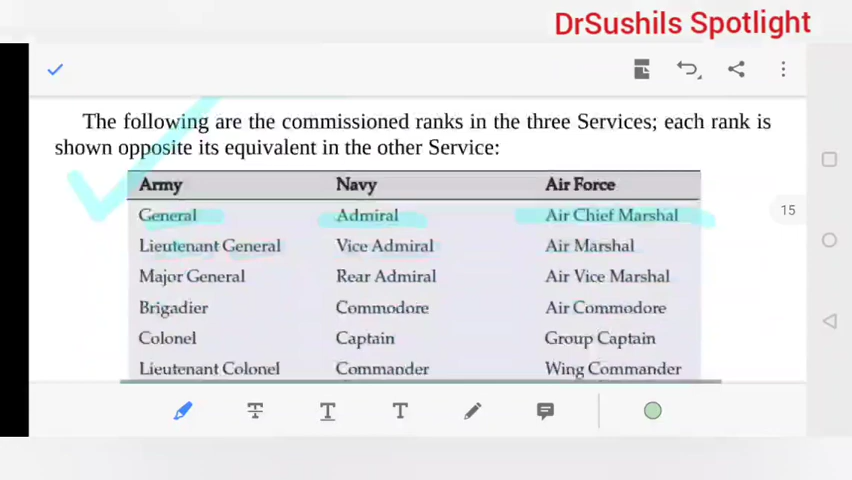 DrSushils Spotlight
The following are the commissioned ranks in the three Services; each rank is
shown opposite its equivalent in the other Service:
Army Navy Air Force
General Admiral Air Chief Marshal
15
Lieutenant General Vice Admiral Air Marshal
Major General Rear Admiral Air Vice Marshal
Brigadier Commodore Air Commodore
Colonel Captain Group Captain
Lieutenant Colonel Commander Wing Commander
T T T